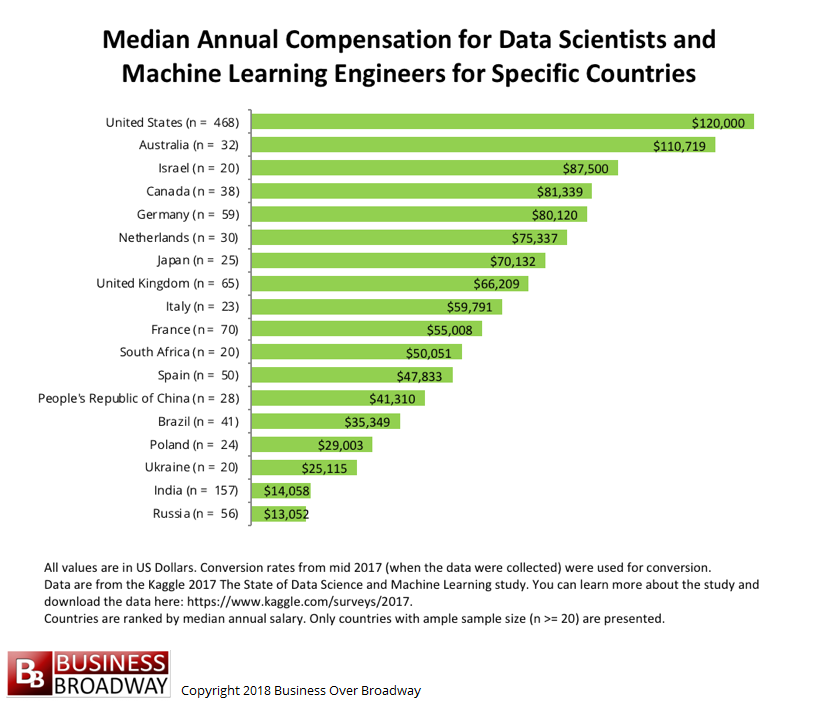 Median Annual Compensation for Data Scientists and
Machine Learning Engineers for Specific Countries
United States (n = 468) $120,000
Australia (n = 32) $110,719
Israel (n = 20) $87,500
Canada (n = 38) $81,339
Germany (n = 59) $80,120
Netherlands (n = 30) $75,337
Japan (n = 25) $70,132
United Kingdom (n = 65) $66,209
Italy (n = 23) $59,791
France (n = 70) $55,008
South Africa (n = 20) $50,051
Spain (n = 50) $47,833
People's Republic of China (n = 28) $41,310
Brazil (n = 41) $35,349
Poland (n = 24) $29,003
Ukraine (n = 20) $25,115
India (n = 157) $14,058
Russia (n = 56) $13,052
All values are in US Dollars. Conversion rates from mid 2017 (when the data were collected) were used for conversion.
Data are from the Kaggle 2017 The State of Data Science and Machine Learning study. You can learn more about the study and
download the data here: https://www.kaggle.com/surveys/2017.
Countries are ranked by median annual salary. Only countries with ample sample size (n >= 20) are presented.
BB BUSINESS
BROADWAY
Copyright 2018 Business Over Broadway